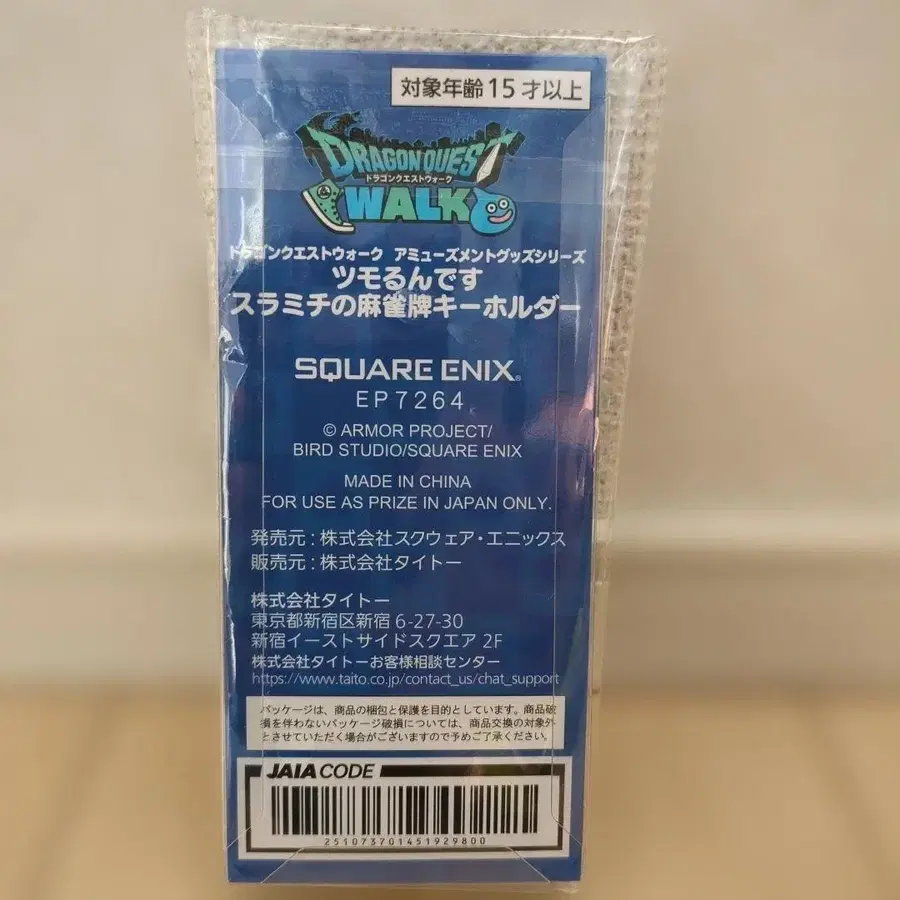 対象年齢15才以上
DRAGON QUEST
ドラゴンクエストウォーク
WALK
ドラゴンクエストウォーク アミューズメントグッズシリーズ
ツモるんです
スラミチの麻雀牌キーホルダー
SQUARE ENIX®
EP7264
© ARMOR PROJECT/
BIRD STUDIO/SQUARE ENIX
MADE IN CHINA
FOR USE AS PRIZE IN JAPAN ONLY.
発売元:株式会社スクウェア・エニックス
販売元:株式会社タイトー
株式会社タイトー
東京都新宿区新宿 6-27-30
新宿イーストサイドスクエア 2F
株式会社タイトーお客様相談センター
https://www.taito.co.jp/contact_us/chat_support
パッケージは、商品の梱包と保護を目的としています。商品破
損を伴わないパッケージ破損については、商品交換の対象外
とさせていただく場合がございますので予めご了承ください。
JAIA CODE
251073701451929800